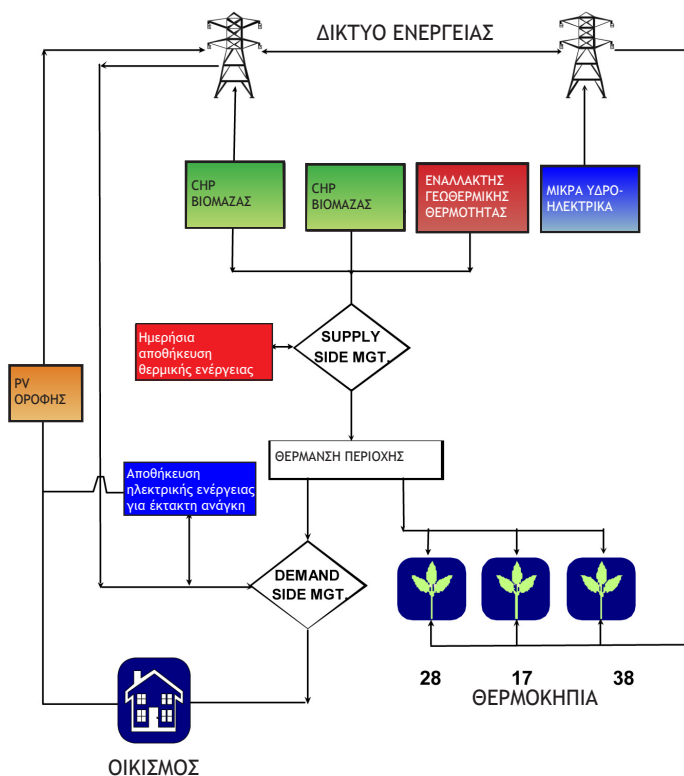 ΔΙΚΤΥΟ ΕΝΕΡΓΕΙΑΣ
CHP
ΒΙΟΜΑΖΑΣ
CHP
ΒΙΟΜΑΖΑΣ
ΕΝΑΛΛΑΚΤΗΣ
ΓΕΩΘΕΡΜΙΚΗΣ
ΘΕΡΜΟΤΗΤΑΣ
ΜΙΚΡΑ ΥΔΡΟ-
ΗΛΕΚΤΡΙΚΑ
SUPPLY
SIDE MGT.
Ημερήσια
αποθήκευση
θερμικής ενέργειας
PV
ΟΡΟΦΗΣ
ΘΕΡΜΑΝΣΗ ΠΕΡΙΟΧΗΣ
Αποθήκευση
ηλεκτρικής ενέργειας
για έκτακτη ανάγκη
DEMAND
SIDE MGT.
28 17 38
ΘΕΡΜΟΚΗΠΙΑ
ΟΙΚΙΣΜΟΣ